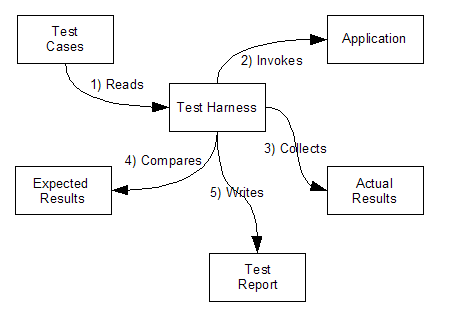 Test
Cases
Application
1) Reads
2) Invokes
Test Harness
3) Collects
4) Compares
Expected
Results
5) Writes
Actual
Results
Test
Report